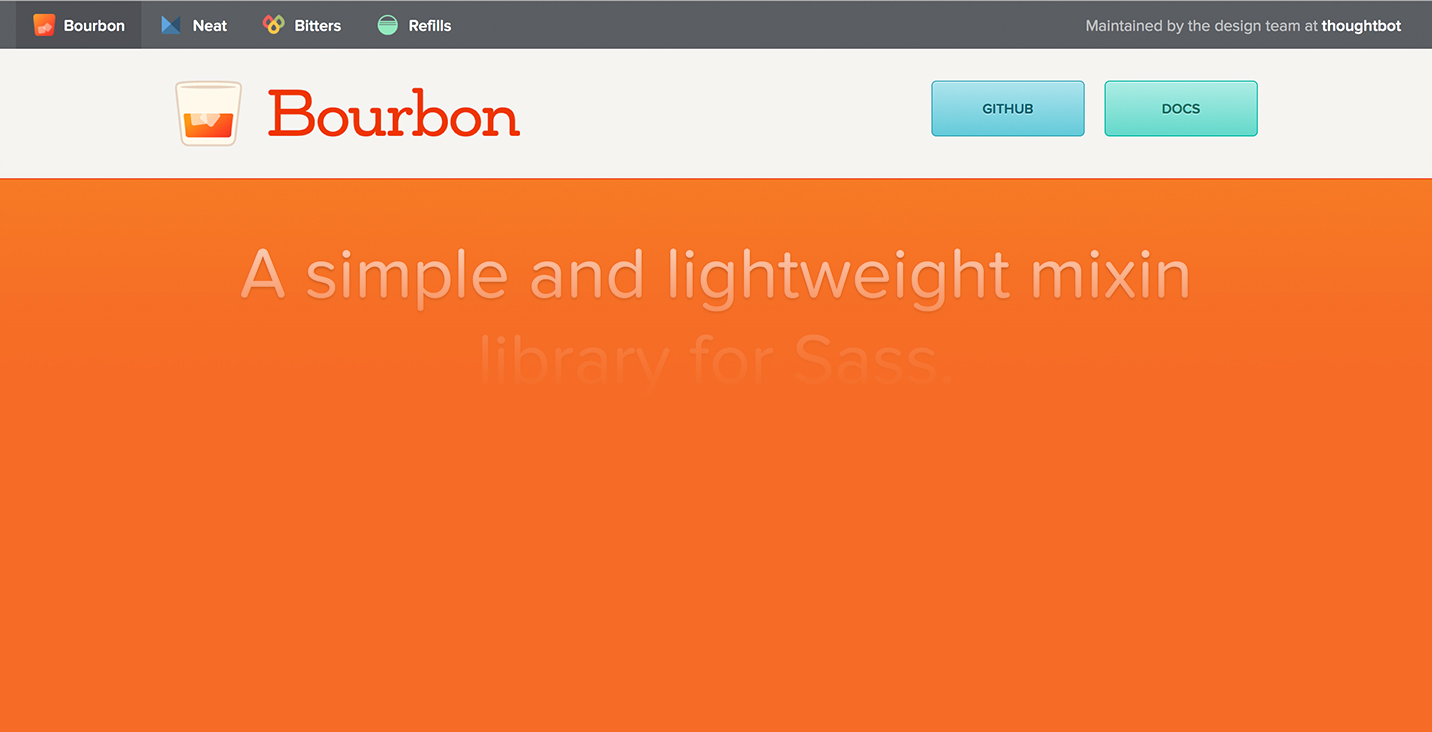 Bourbon Neat Bitters Refills Maintained by the design team at thoughtbot
Bourbon GITHUB DOCS
A simple and lightweight mixin
library for Sass.